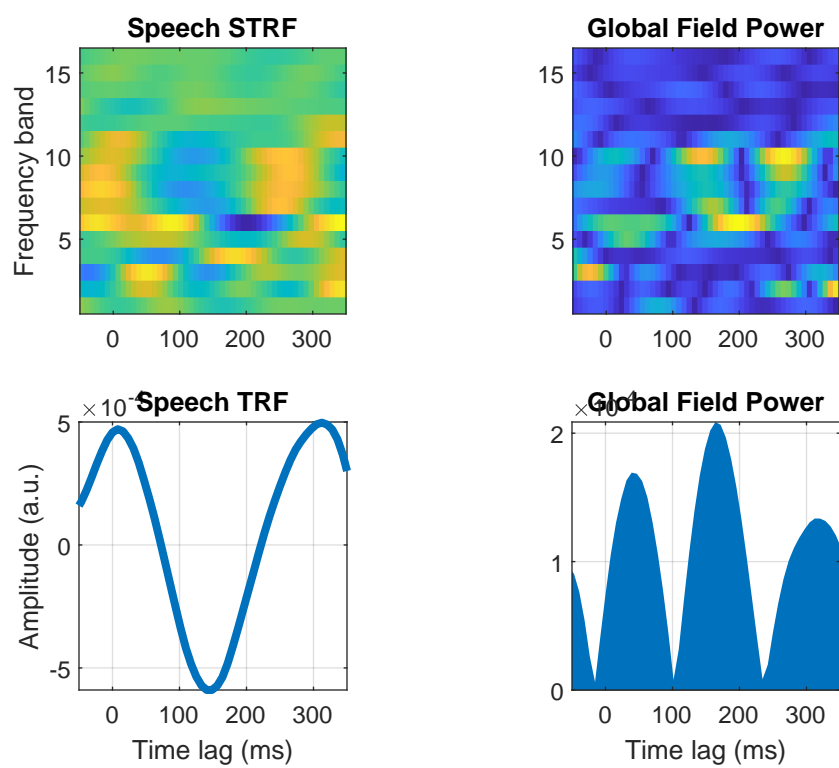 Speech STRF
Frequency band
15
10
5
0 100 200 300
Global Field Power
15
10
5
0 100 200 300
Speech TRF
× 10-4
Amplitude (a.u.)
5
0
-5
0 100 200 300
Time lag (ms)
Global Field Power
2
1
0
0 100 200 300
Time lag (ms)